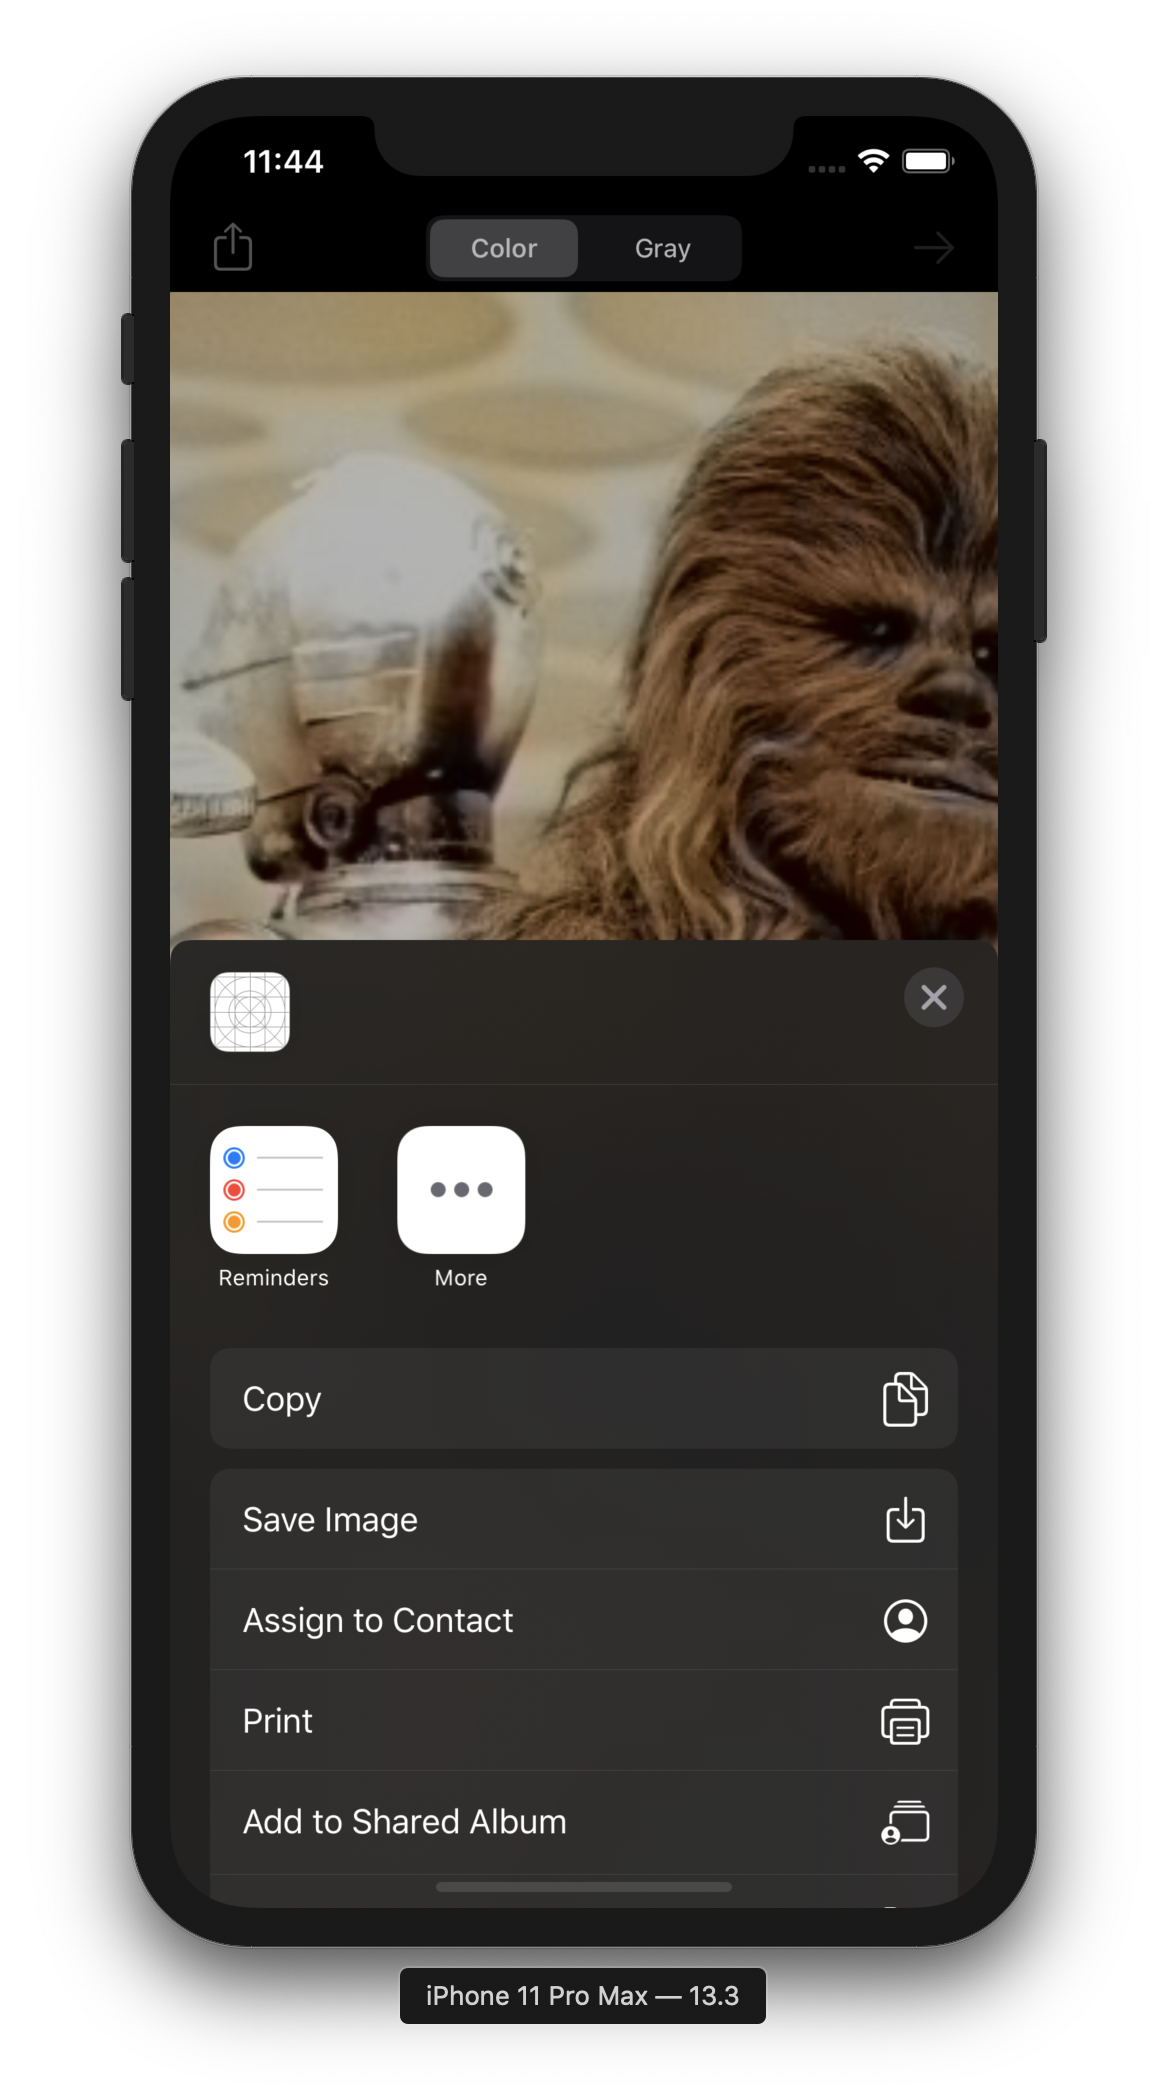 11:44
Color
Gray
Reminders
More
Copy
Save Image
Assign to Contact
Print
Add to Shared Album
iPhone 11 Pro Max — 13.3